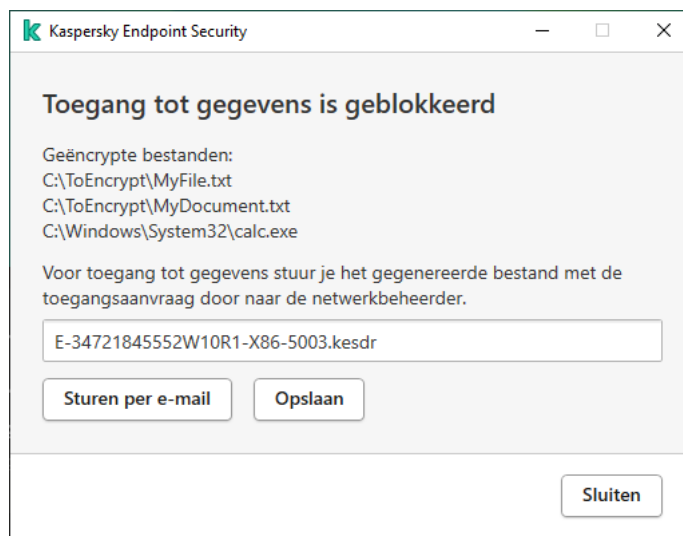 Kaspersky Endpoint Security
Toegang tot gegevens is geblokkeerd
Geëncrypte bestanden:
C:\ToEncrypt\MyFile.txt
C:\ToEncrypt\MyDocument.txt
C:\Windows\System32\calc.exe
Voor toegang tot gegevens stuur je het gegenereerde bestand met de
toegangsaanvraag door naar de netwerkbeheerder.
E-34721845552W10R1-X86-5003.kesdr
Sturen per e-mail Opslaan
Sluiten